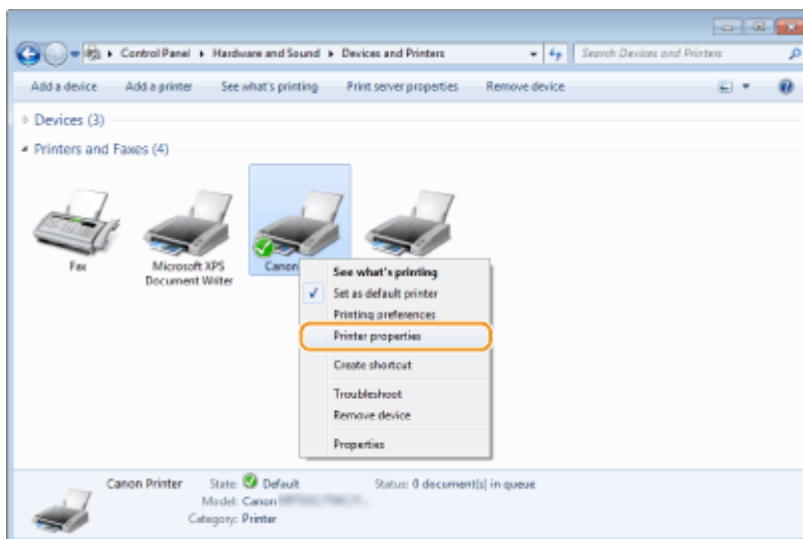 Control Panel ▸ Hardware and Sound ▸ Devices and Printers
Search Devices and Printers
Add a device Add a printer See what's printing Print server properties Remove device
Devices (3)
Printers and Faxes (4)
Fax
Microsoft XPS
Document Writer
Canon
See what's printing
Set as default printer
Printing preferences
Printer properties
Create shortcut
Troubleshoot
Remove device
Properties
Canon Printer State: Default Status: 0 document(s) in queue
Model: Canon
Category: Printer